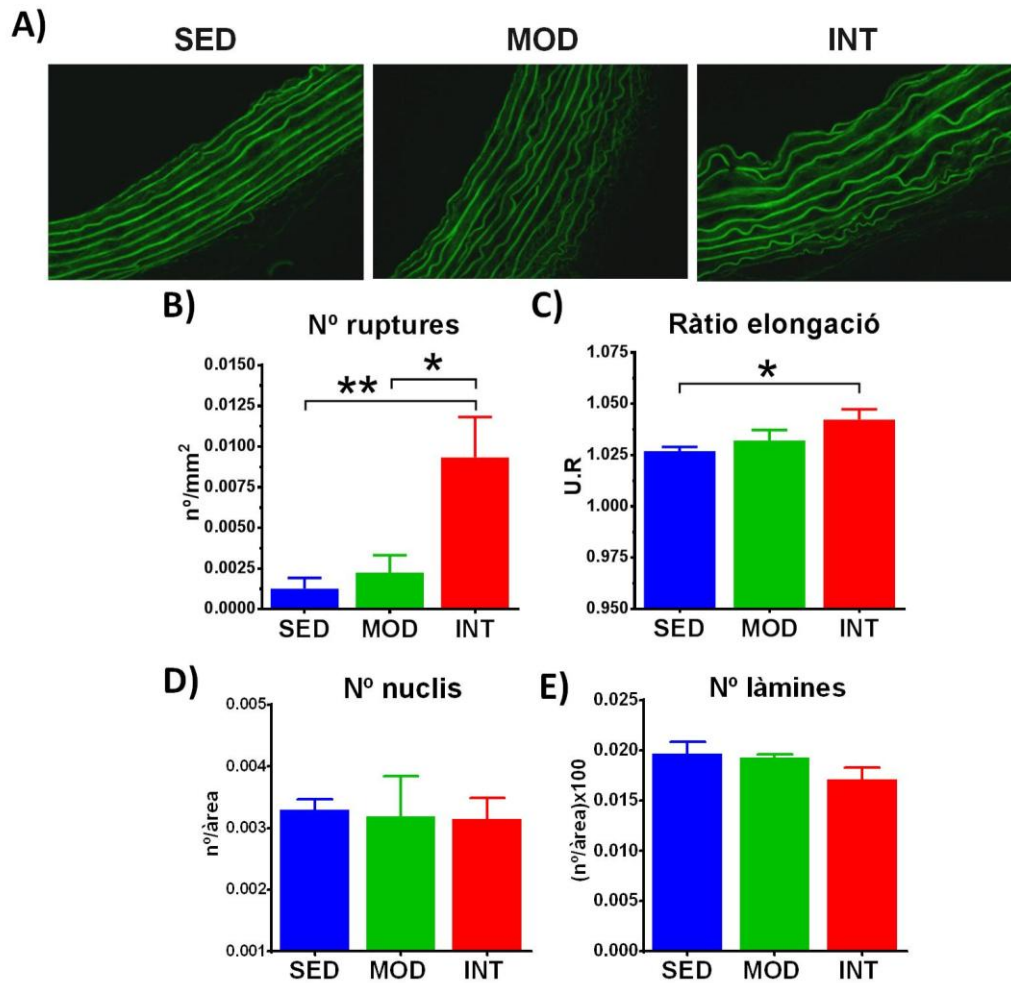 A)
SED MOD INT
B)
Nº ruptures
nº/mm²
0.0150
0.0125
0.0100
0.0075
0.0050
0.0025
0.0000
** *
SED MOD INT
C)
Ràtio elongació
U.R
1.075
1.050
1.025
1.000
0.975
0.950
*
SED MOD INT
D)
Nº nuclis
nº/àrea
0.005
0.004
0.003
0.002
0.001
SED MOD INT
E)
Nº làmines
(nº/àrea)x100
0.025
0.020
0.015
0.010
0.005
0.000
SED MOD INT